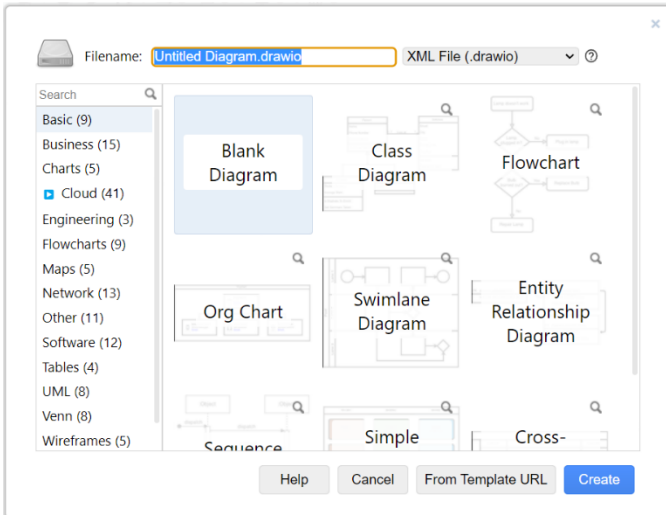 Filename:
Untitled Diagram.drawio
XML File (.drawio)
Search
Basic (9)
Business (15)
Charts (5)
Cloud (41)
Engineering (3)
Flowcharts (9)
Maps (5)
Network (13)
Other (11)
Software (12)
Tables (4)
UML (8)
Venn (8)
Wireframes (5)
Blank
Diagram
Class
Diagram
Flowchart
Org Chart
Swimlane
Diagram
Entity
Relationship
Diagram
Sequence
Simple
Cross-
Help
Cancel
From Template URL
Create